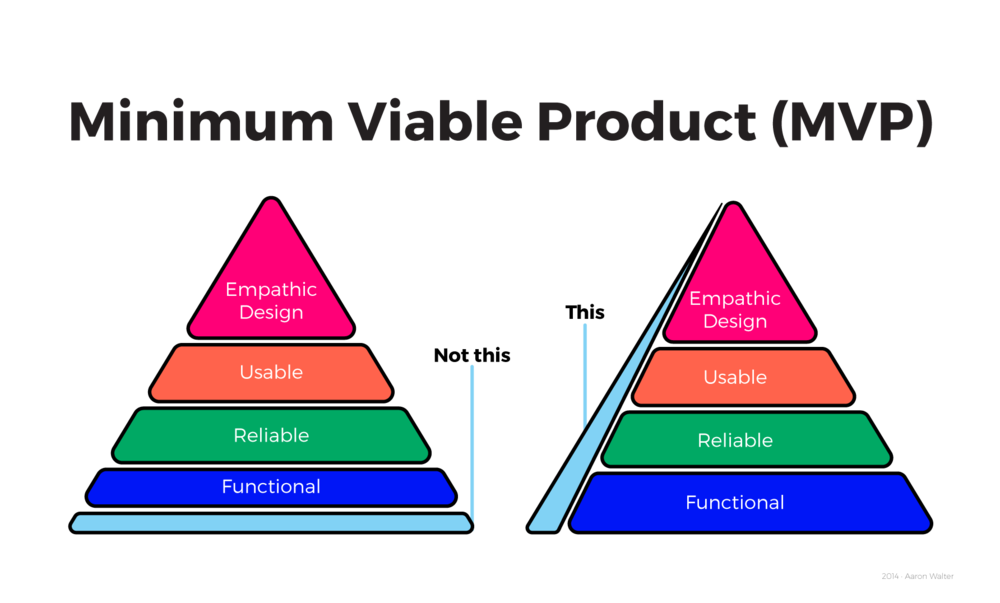 Minimum Viable Product (MVP)
Empathic
Design
Usable
Reliable
Functional
Not this
This
Empathic
Design
Usable
Reliable
Functional
2014 · Aaron Walter